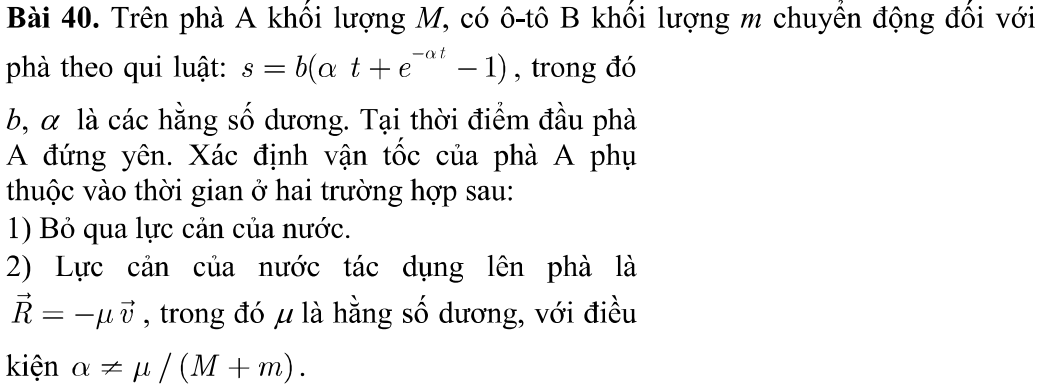 Bài 40. Trên phà A khối lượng M, có ô-tô B khối lượng m chuyển động đối với
phà theo qui luật: s = b(α t + e^{-α t} − 1), trong đó
b, α là các hằng số dương. Tại thời điểm đầu phà
A đứng yên. Xác định vận tốc của phà A phụ
thuộc vào thời gian ở hai trường hợp sau:
1) Bỏ qua lực cản của nước.
2) Lực cản của nước tác dụng lên phà là
\vec{R} = −μ \vec{v}, trong đó μ là hằng số dương, với điều
kiện α ≠ μ / (M + m).